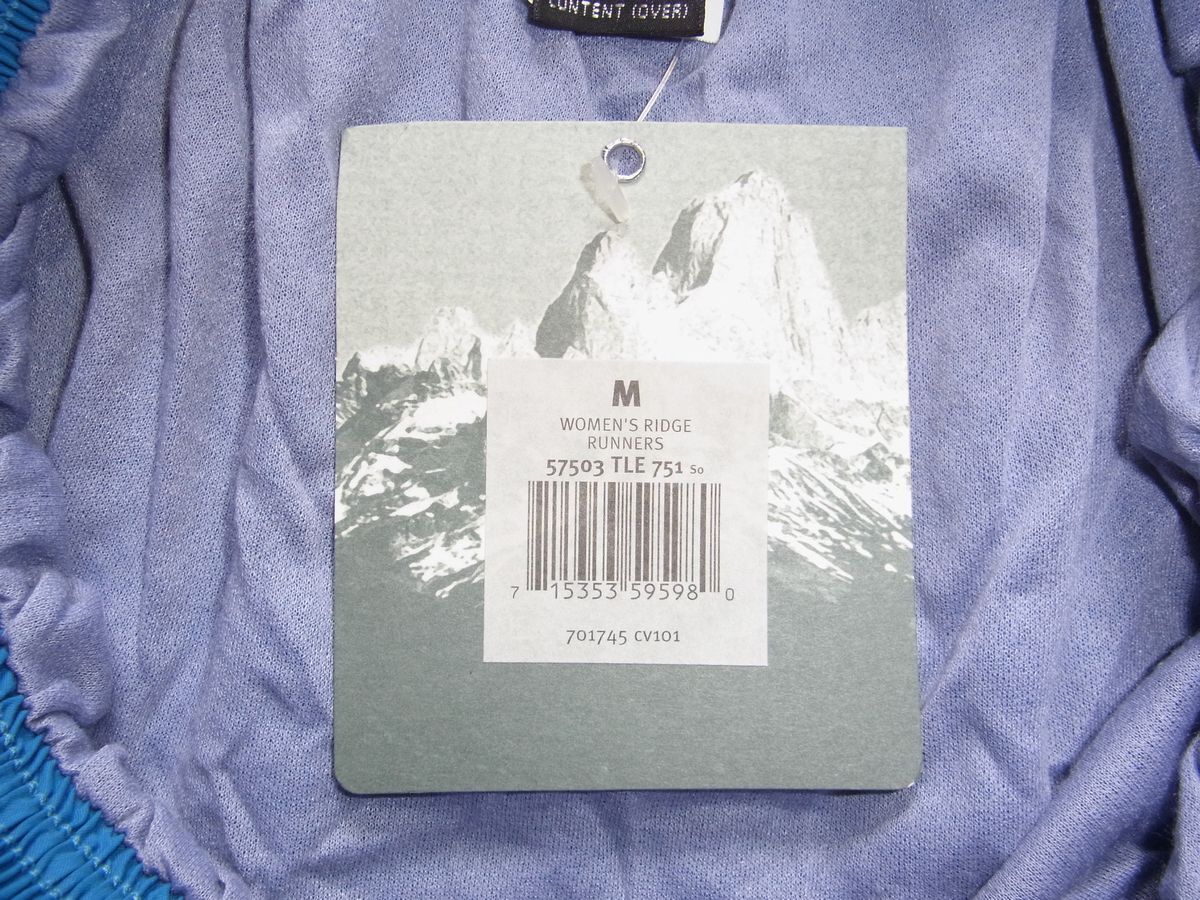 CONTENT (OVER)
M
WOMEN'S RIDGE
RUNNERS
57503 TLE 751 So
7 15353 59598 0
701745 CV101